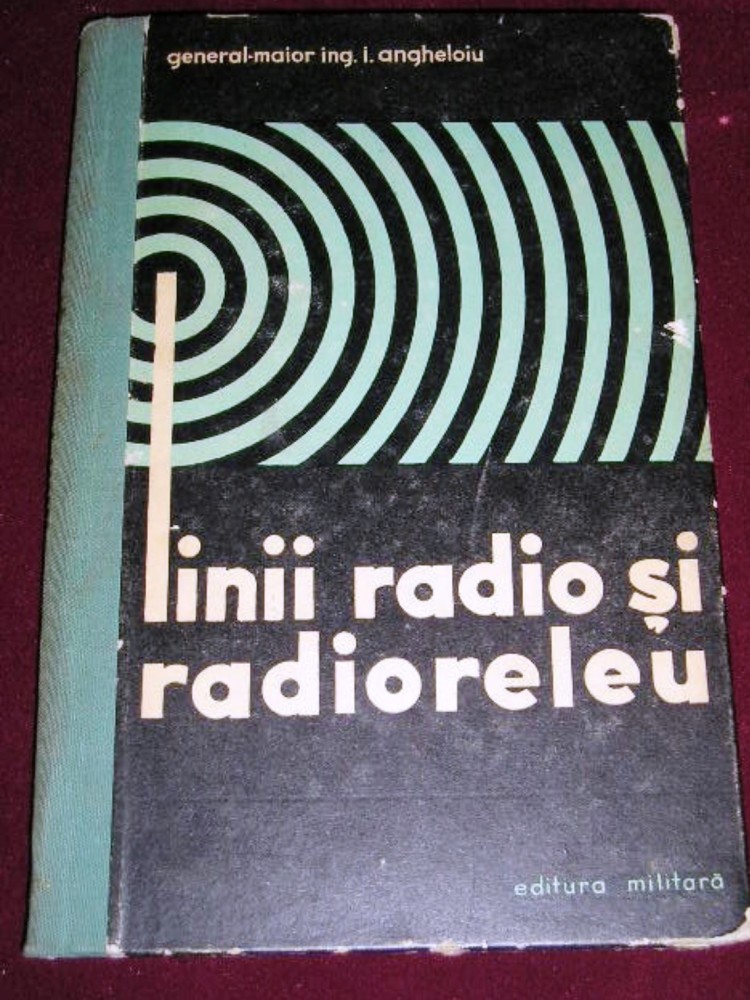 general-maior ing. i. angheloiu
linii radio și
radioreleu
editura militară